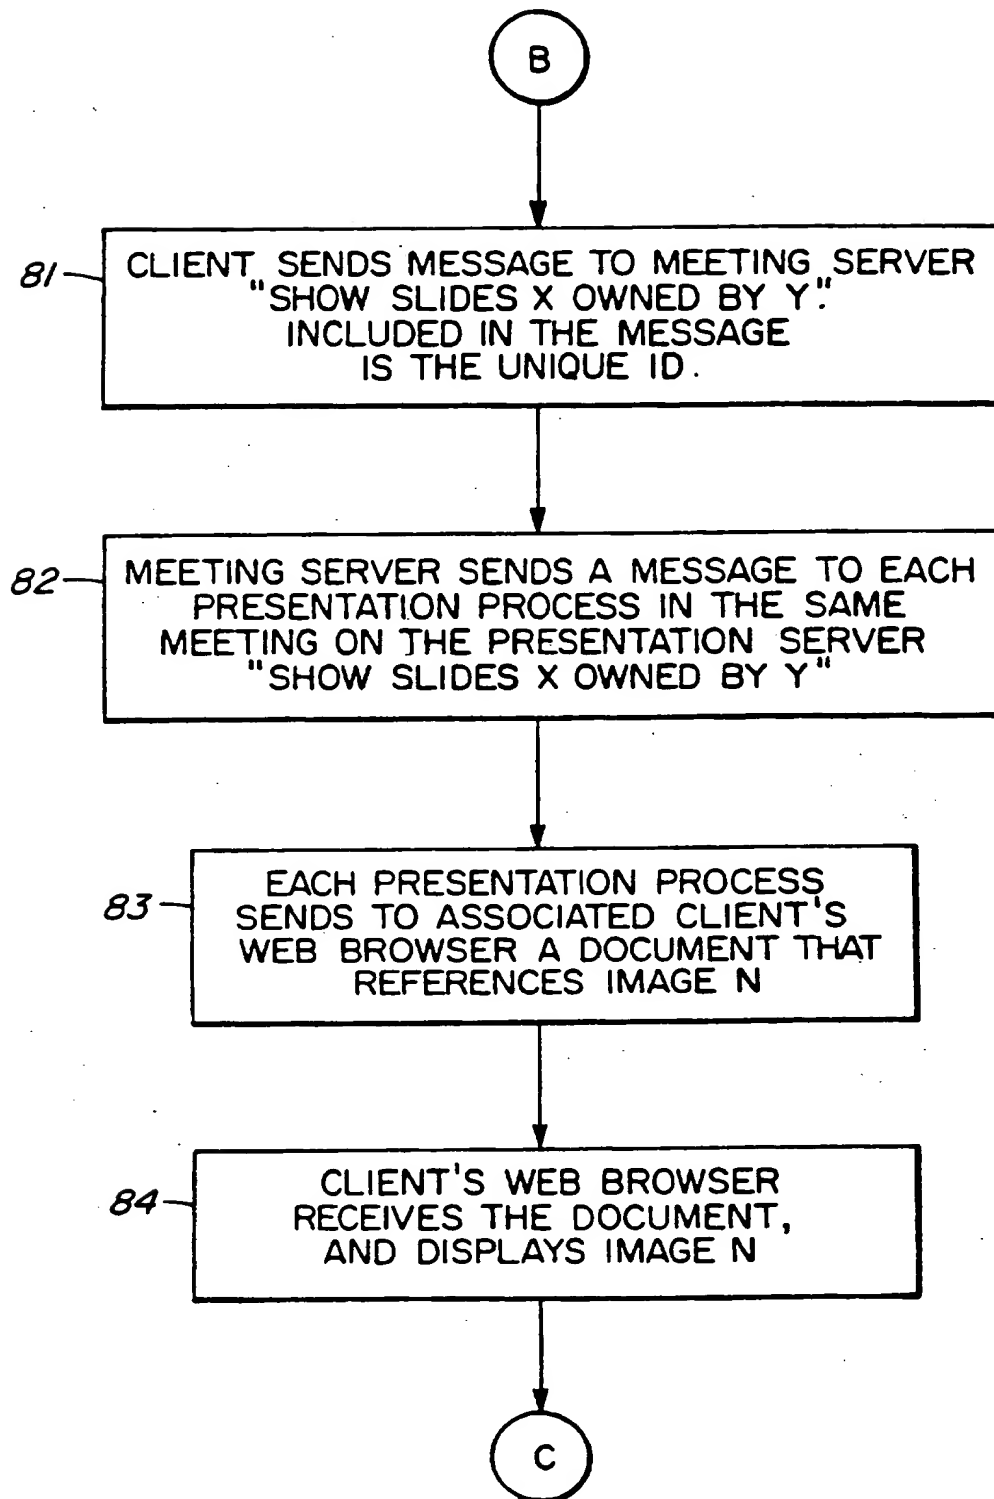 B
81
CLIENT SENDS MESSAGE TO MEETING SERVER
"SHOW SLIDES X OWNED BY Y".
INCLUDED IN THE MESSAGE
IS THE UNIQUE ID.
82
MEETING SERVER SENDS A MESSAGE TO EACH
PRESENTATION PROCESS IN THE SAME
MEETING ON THE PRESENTATION SERVER
"SHOW SLIDES X OWNED BY Y"
83
EACH PRESENTATION PROCESS
SENDS TO ASSOCIATED CLIENT'S
WEB BROWSER A DOCUMENT THAT
REFERENCES IMAGE N
84
CLIENT'S WEB BROWSER
RECEIVES THE DOCUMENT,
AND DISPLAYS IMAGE N
C